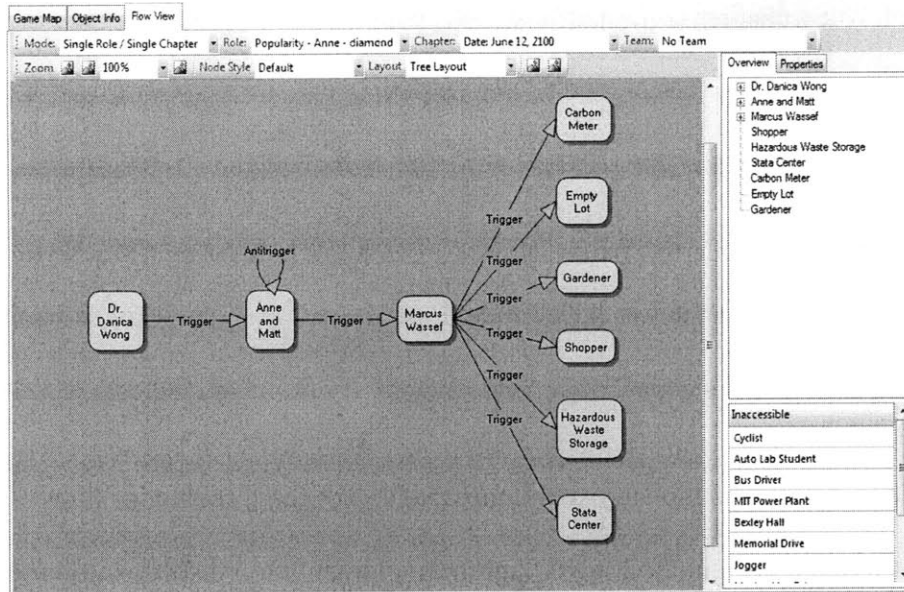 Game Map Object Info Flow View
Mode: Single Role / Single Chapter Role: Popularity - Anne - diamond Chapter: Date: June 12, 2100 Team: No Team
Zoom 100% Node Style Default Layout Tree Layout
Overview Properties
Dr. Danica Wong
Anne and Matt
Marcus Wassef
Shopper
Hazardous Waste Storage
Stata Center
Carbon Meter
Empty Lot
Gardener
Carbon
Meter
Empty
Lot
Gardener
Shopper
Hazardous
Waste
Storage
Stata
Center
Trigger
Trigger
Trigger
Trigger
Trigger
Trigger
Antitrigger
Dr.
Danica
Wong
Trigger
Anne
and
Matt
Trigger
Marcus
Wassef
Inaccessible
Cyclist
Auto Lab Student
Bus Driver
MIT Power Plant
Bexley Hall
Memorial Drive
Jogger